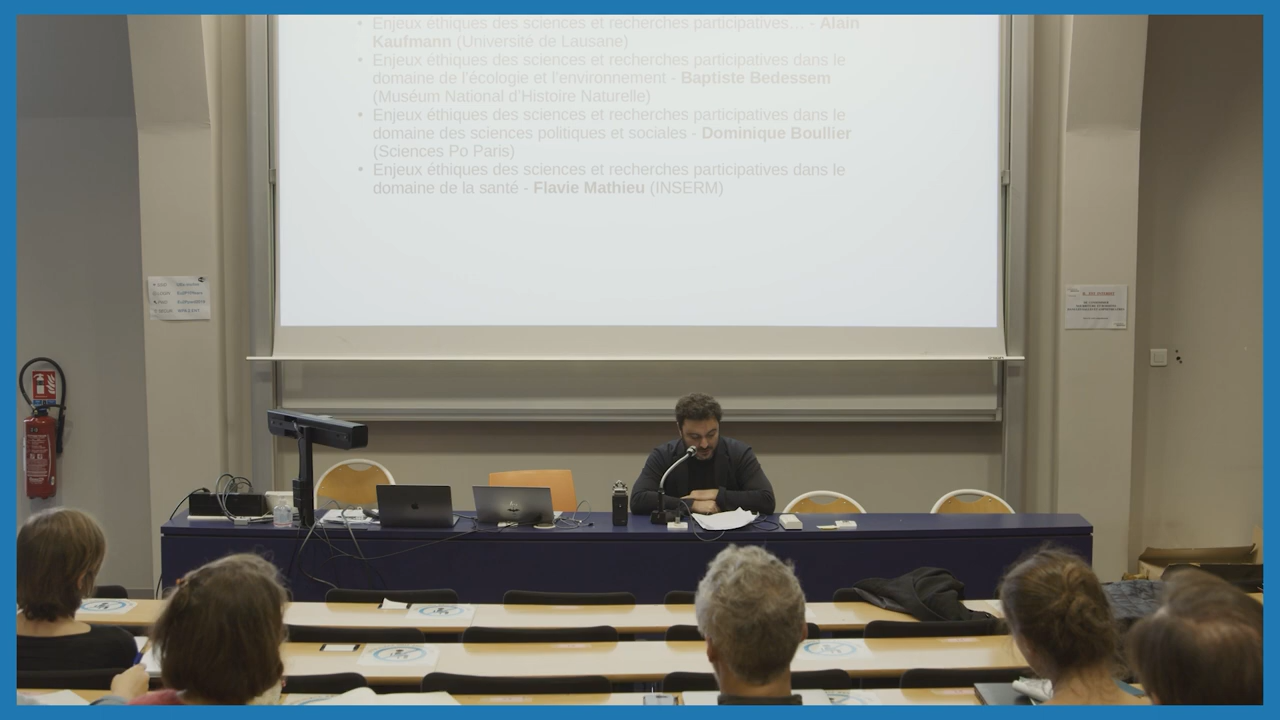 • Enjeux éthiques des sciences et recherches participatives… - Alain
Kaufmann (Université de Lausane)
• Enjeux éthiques des sciences et recherches participatives dans le
domaine de l'écologie et l'environnement - Baptiste Bedessem
(Muséum National d'Histoire Naturelle)
• Enjeux éthiques des sciences et recherches participatives dans le
domaine des sciences politiques et sociales - Dominique Boullier
(Sciences Po Paris)
• Enjeux éthiques des sciences et recherches participatives dans le
domaine de la santé - Flavie Mathieu (INSERM)